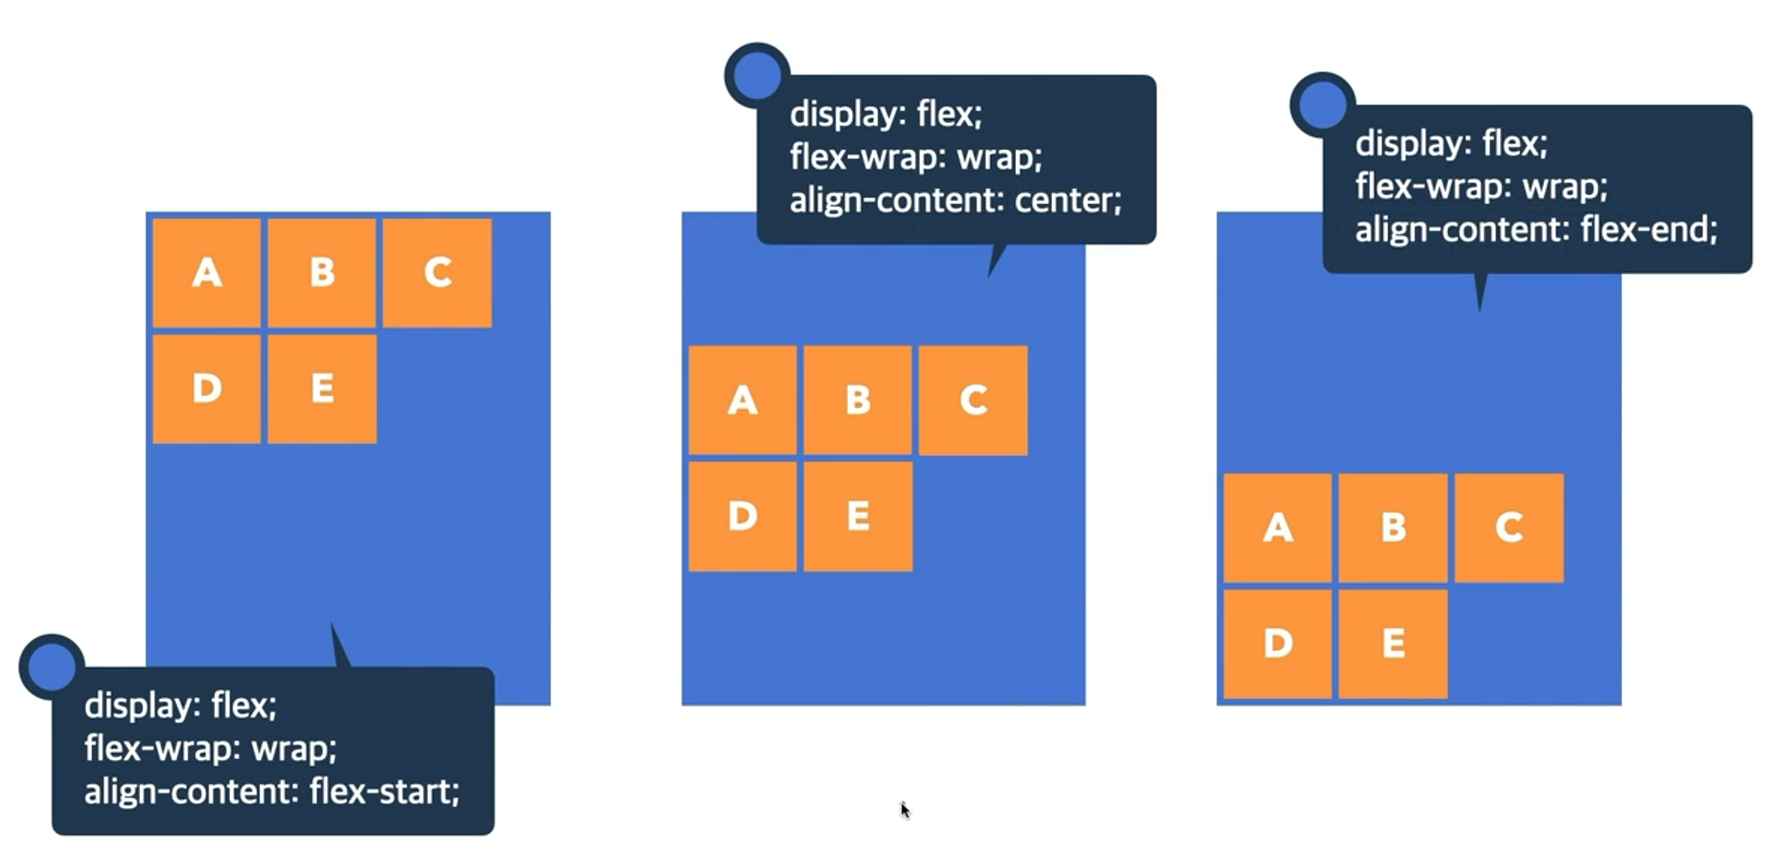 A B C
D E
display: flex;
flex-wrap: wrap;
align-content: flex-start;
display: flex;
flex-wrap: wrap;
align-content: center;
A B C
D E
display: flex;
flex-wrap: wrap;
align-content: flex-end;
A B C
D E